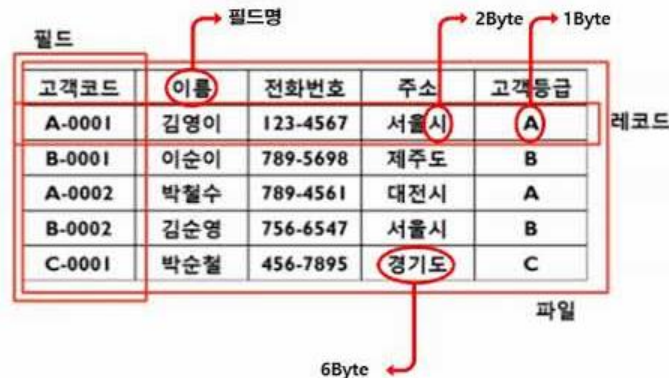 필드명 2Byte 1Byte
필드
고객코드 이름 전화번호 주소 고객등급
A-0001 김영이 123-4567 서울시 A 레코드
B-0001 이순이 789-5698 제주도 B
A-0002 박철수 789-4561 대전시 A
B-0002 김순영 756-6547 서울시 B
C-0001 박순철 456-7895 경기도 C
파일
6Byte